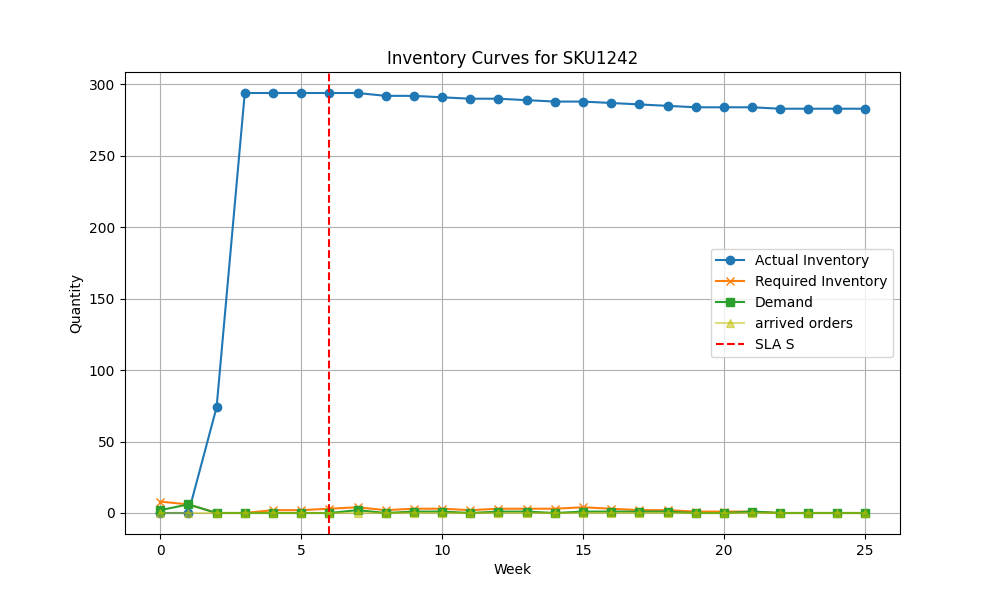 Inventory Curves for SKU1242
300
250
200
150
100
50
0
Quantity
Actual Inventory
Required Inventory
Demand
arrived orders
SLA S
0 5 10 15 20 25
Week